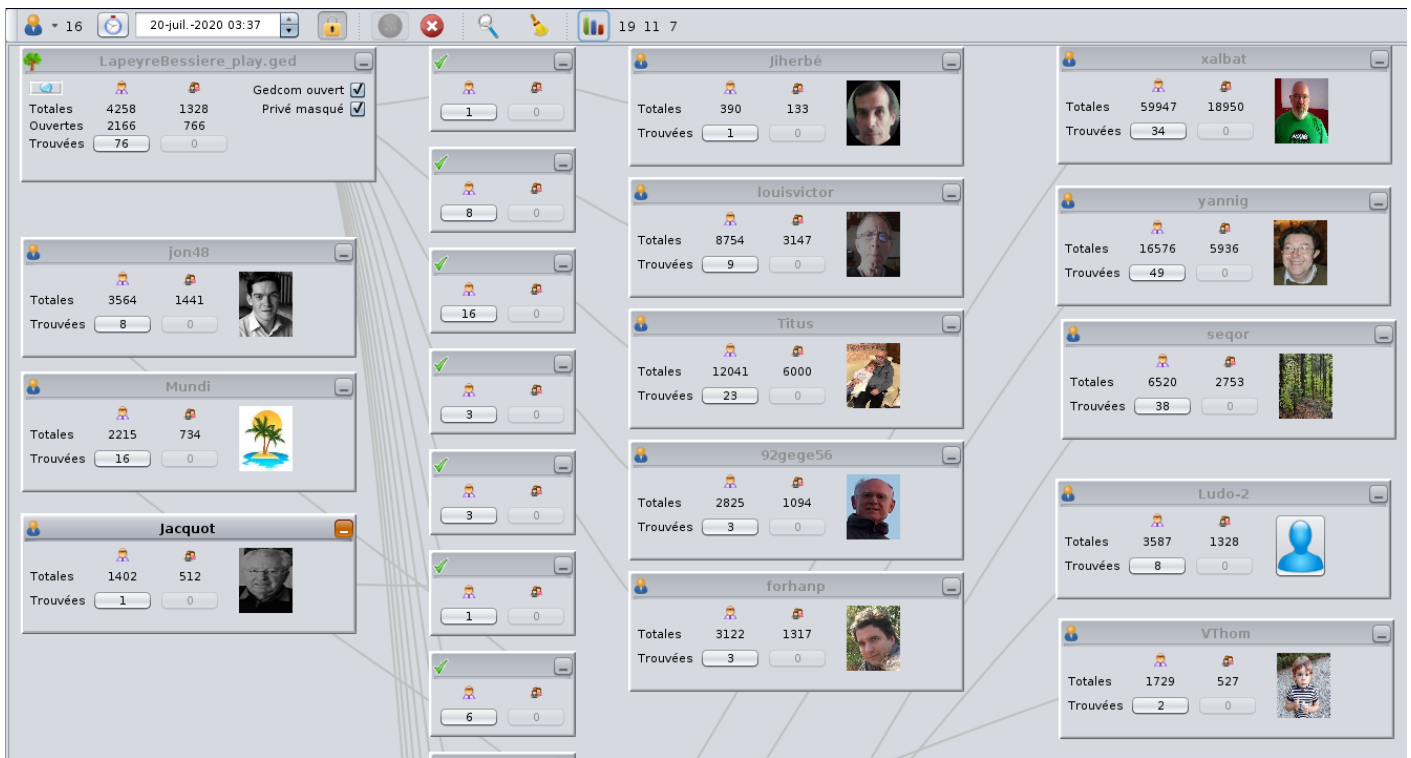 16 20-juil.-2020 03:37 19 11 7
LapeyreBessiere_play.ged
Gedcom ouvert
Totales 4258 1328 Privé masqué
Ouvertes 2166 766
Trouvées 76 0
jon48
Totales 3564 1441
Trouvées 8 0
Mundi
Totales 2215 734
Trouvées 16 0
Jacquot
Totales 1402 512
Trouvées 1 0
1 0
8 0
16 0
3 0
3 0
1 0
6 0
Jiherbé
Totales 390 133
Trouvées 1 0
louisvictor
Totales 8754 3147
Trouvées 9 0
Titus
Totales 12041 6000
Trouvées 23 0
92gege56
Totales 2825 1094
Trouvées 3 0
forhanp
Totales 3122 1317
Trouvées 3 0
xalbat
Totales 59947 18950
Trouvées 34 0
yannig
Totales 16576 5936
Trouvées 49 0
seqor
Totales 6520 2753
Trouvées 38 0
Ludo-2
Totales 3587 1328
Trouvées 8 0
VThom
Totales 1729 527
Trouvées 2 0